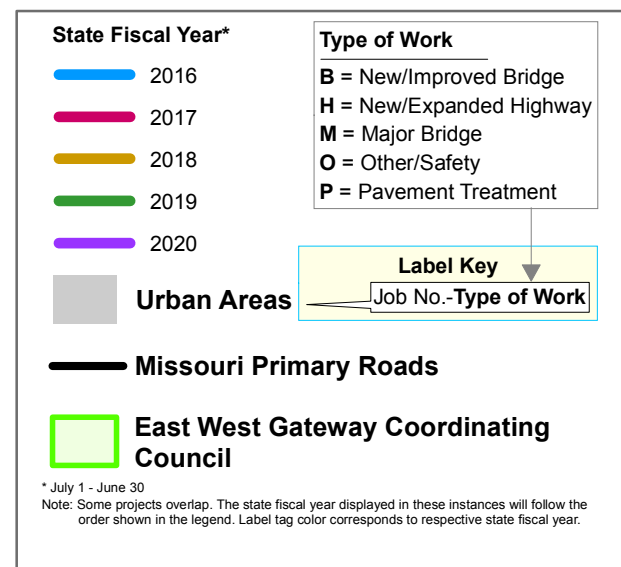 State Fiscal Year*
2016
2017
2018
2019
2020
Type of Work
B = New/Improved Bridge
H = New/Expanded Highway
M = Major Bridge
O = Other/Safety
P = Pavement Treatment
Label Key
Job No.-Type of Work
Urban Areas
Missouri Primary Roads
East West Gateway Coordinating
Council
* July 1 - June 30
Note: Some projects overlap. The state fiscal year displayed in these instances will follow the
order shown in the legend. Label tag color corresponds to respective state fiscal year.